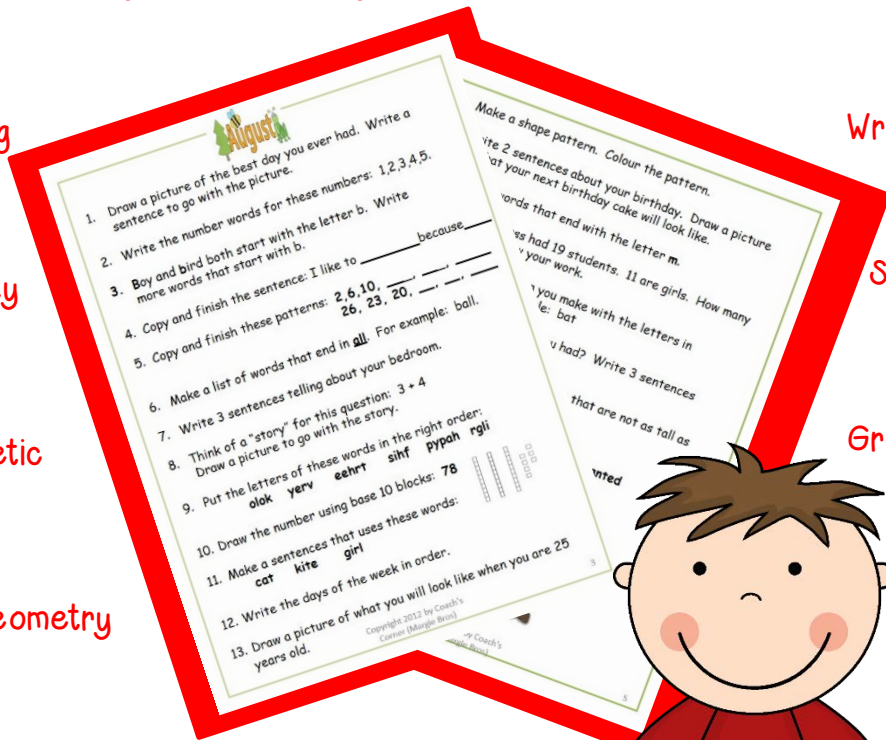 August
1. Draw a picture of the best day you ever had. Write a
sentence to go with the picture.
2. Write the number words for these numbers: 1,2,3,4,5.
3. Boy and bird both start with the letter b. Write
more words that start with b.
4. Copy and finish the sentence: I like to ________because____
5. Copy and finish these patterns: 2,6,10, ___, ___, ___
26, 23, 20, __, __, ___
6. Make a list of words that end in all. For example: ball.
7. Write 3 sentences telling about your bedroom.
8. Think of a "story" for this question: 3 + 4
Draw a picture to go with the story.
9. Put the letters of these words in the right order:
olok yerv eehrt sihf pypah rgli
10. Draw the number using base 10 blocks: 78
11. Make a sentences that uses these words:
cat kite girl
12. Write the days of the week in order.
13. Draw a picture of what you will look like when you are 25
years old.
Copyright 2012 by Coach's
Corner (Margie Bros)
3
Make a shape pattern. Colour the pattern.
ite 2 sentences about your birthday. Draw a picture
at your next birthday cake will look like.
ords that end with the letter m.
ss had 19 students. 11 are girls. How many
your work.
you make with the letters in
le: bat
u had? Write 3 sentences
that are not as tall as
nted
by Coach's
5
g
y
etic
eometry
Wr
S
Gr